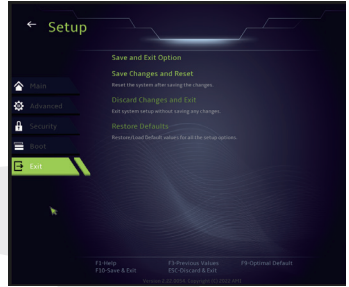 ← Setup
Save and Exit Option
Save Changes and Reset
Reset the system after saving the changes.
Discard Changes and Exit
Exit system setup without saving any changes.
Restore Defaults
Restore/Load Default values for all the setup options.
Main
Advanced
Security
Boot
Exit
F1-Help F3-Previous Values F9-Optimal Default
F10-Save & Exit ESC-Discard & Exit